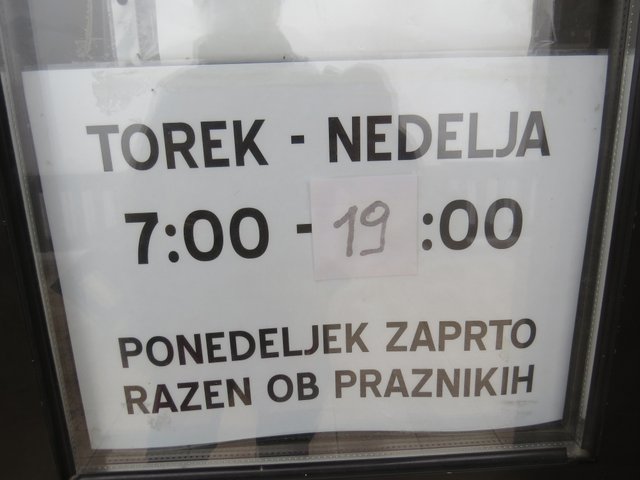 TOREK - NEDELJA
7:00 - 19:00
PONEDELJEK ZAPRTO
RAZEN OB PRAZNIKIH